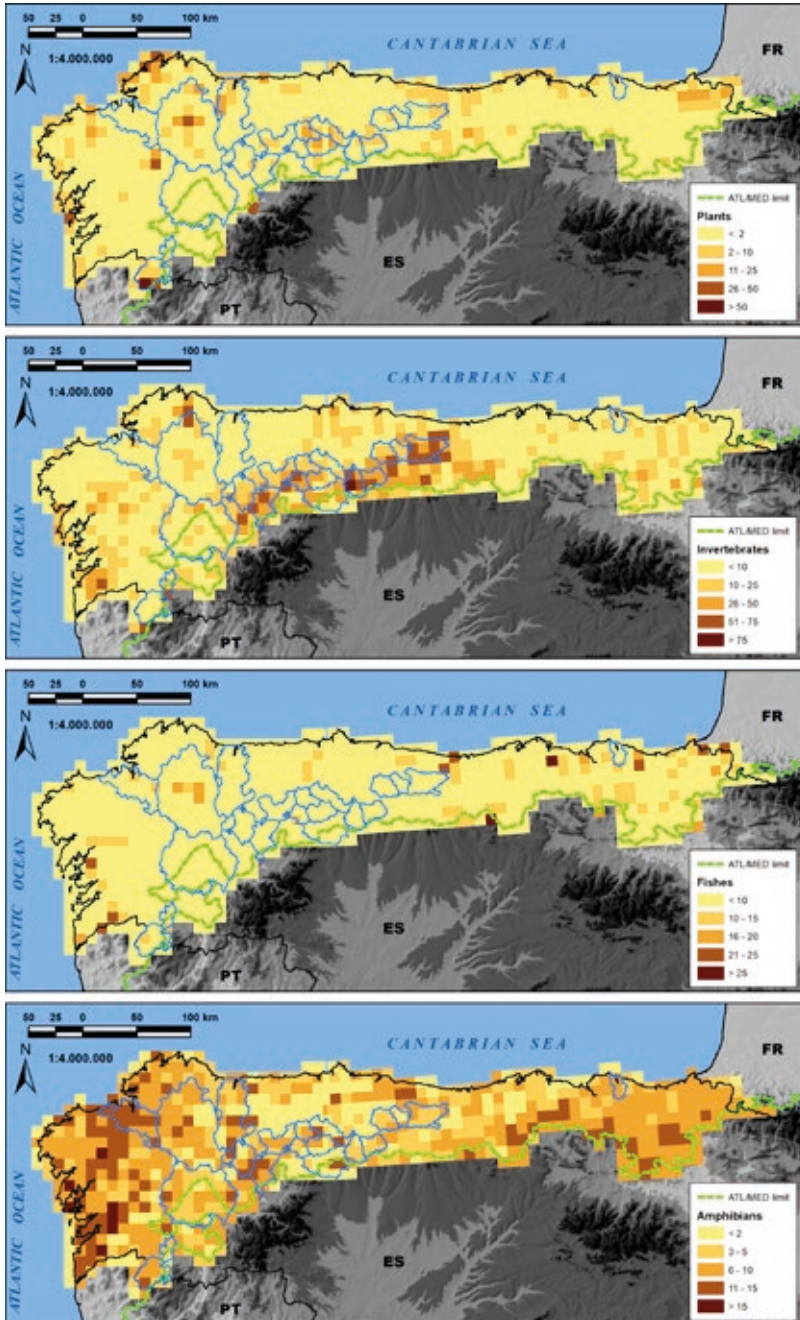 50 25 0 50 100 km
N
1:4.000.000
CANTABRIAN SEA
FR
ATLANTIC OCEAN
ES
PT
ATL/MED limit
Plants
< 2
2 - 10
11 - 25
26 - 50
> 50
50 25 0 50 100 km
N
1:4.000.000
CANTABRIAN SEA
FR
ATLANTIC OCEAN
ES
PT
ATL/MED limit
Invertebrates
< 10
10 - 25
26 - 50
51 - 75
> 75
50 25 0 50 100 km
N
1:4.000.000
CANTABRIAN SEA
FR
ATLANTIC OCEAN
ES
PT
ATL/MED limit
Fishes
< 10
10 - 15
16 - 20
21 - 25
> 25
50 25 0 50 100 km
N
1:4.000.000
CANTABRIAN SEA
FR
ATLANTIC OCEAN
ES
PT
ATL/MED limit
Amphibians
< 2
3 - 5
6 - 10
11 - 15
> 15